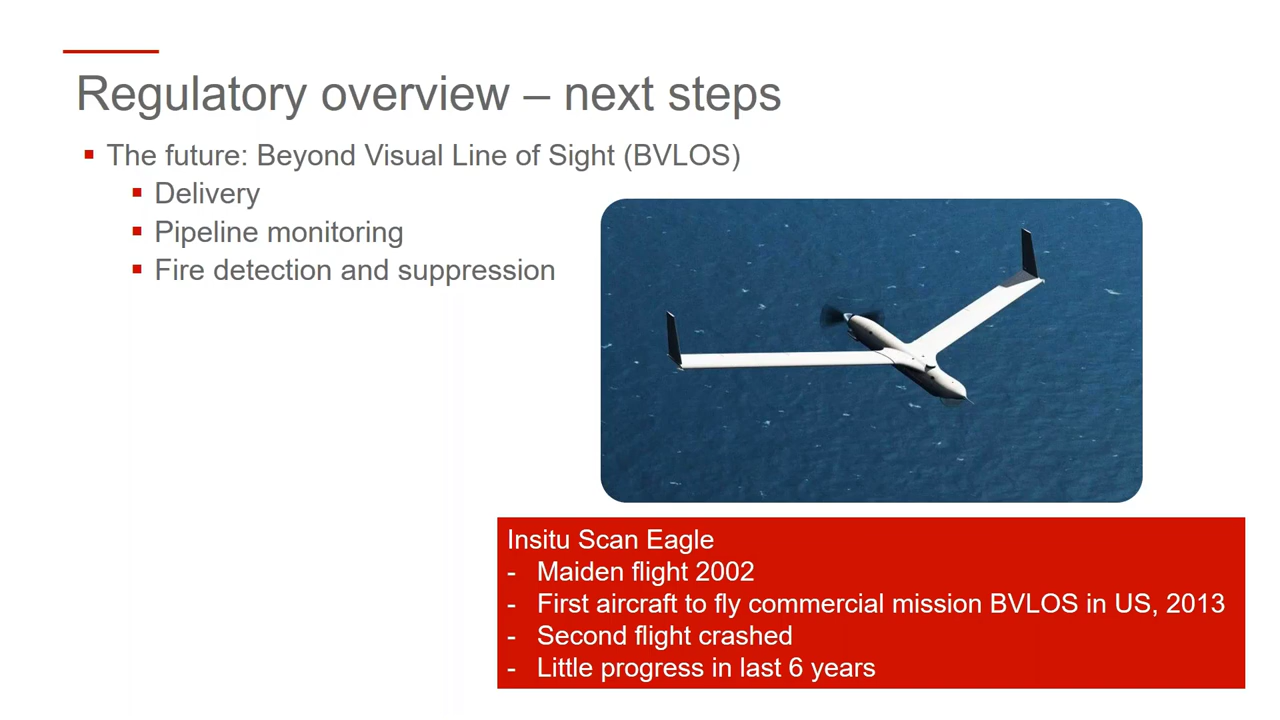 Regulatory overview – next steps
The future: Beyond Visual Line of Sight (BVLOS)
Delivery
Pipeline monitoring
Fire detection and suppression
Insitu Scan Eagle
- Maiden flight 2002
- First aircraft to fly commercial mission BVLOS in US, 2013
- Second flight crashed
- Little progress in last 6 years